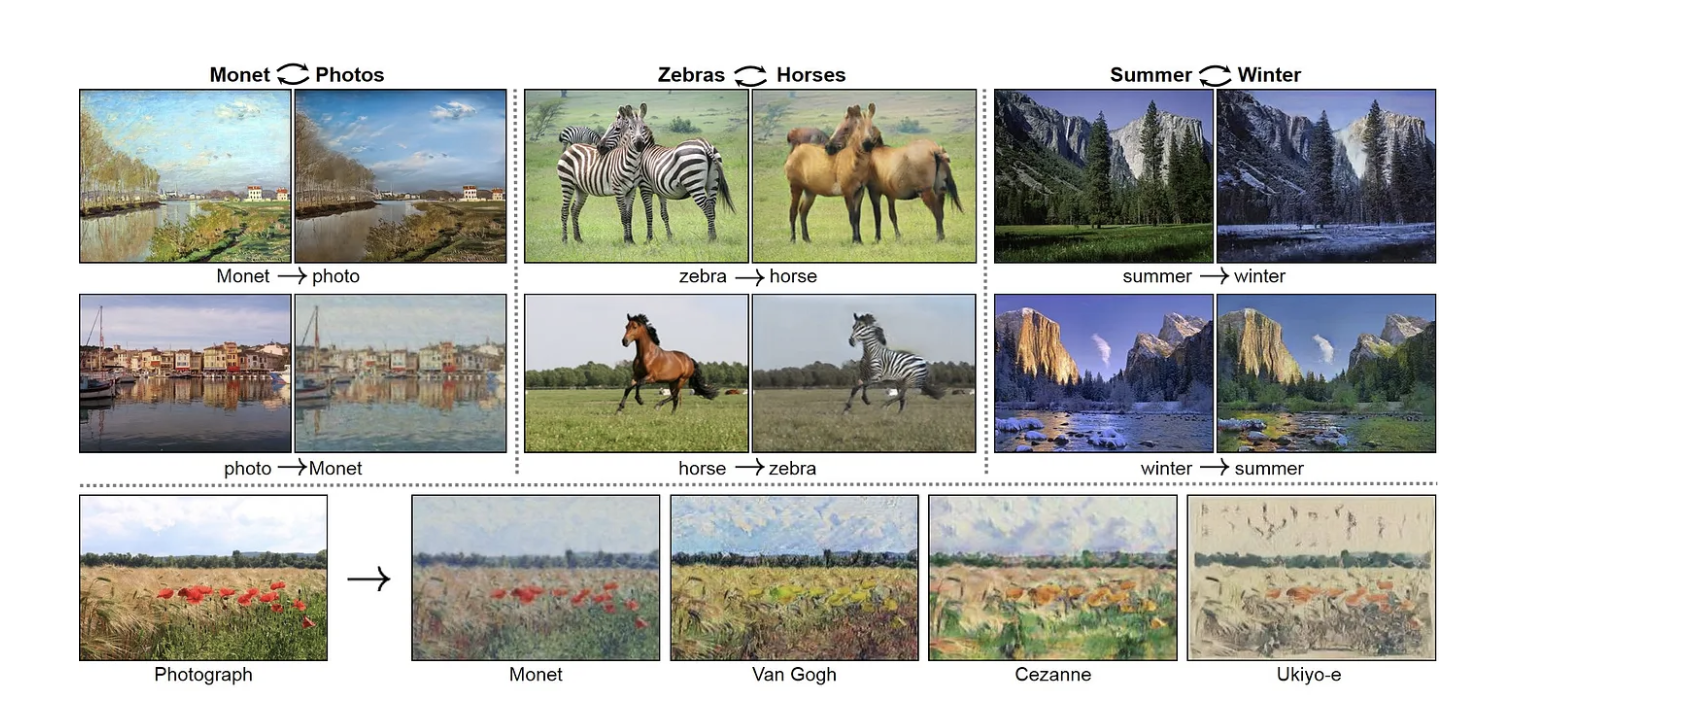 Monet Photos
Zebras Horses
Summer Winter
Monet → photo
zebra → horse
summer → winter
photo → Monet
horse → zebra
winter → summer
Photograph
Monet
Van Gogh
Cezanne
Ukiyo-e